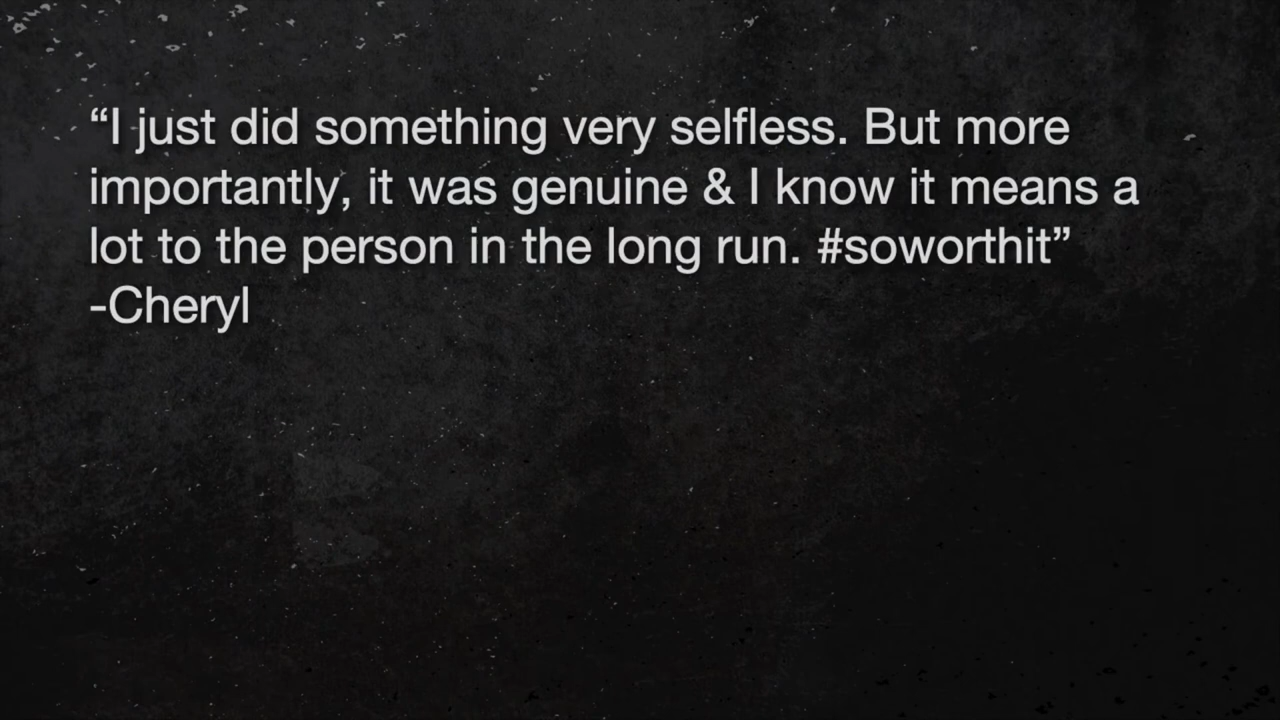 “I just did something very selfless. But more
importantly, it was genuine & I know it means a
lot to the person in the long run. #soworthit”
-Cheryl